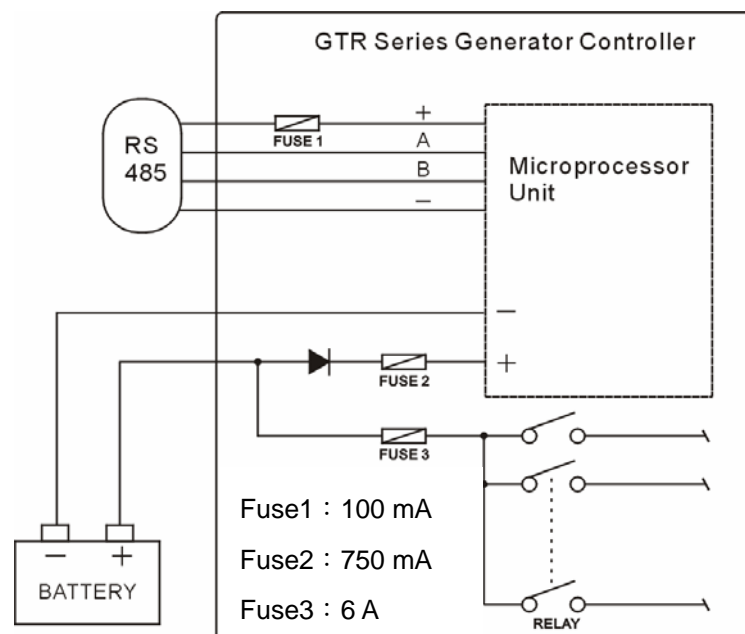 GTR Series Generator Controller
RS
485
FUSE 1
+
A
B
−
Microprocessor
Unit
−
+
FUSE 2
FUSE 3
Fuse1：100 mA
Fuse2：750 mA
Fuse3：6 A
− +
BATTERY
RELAY